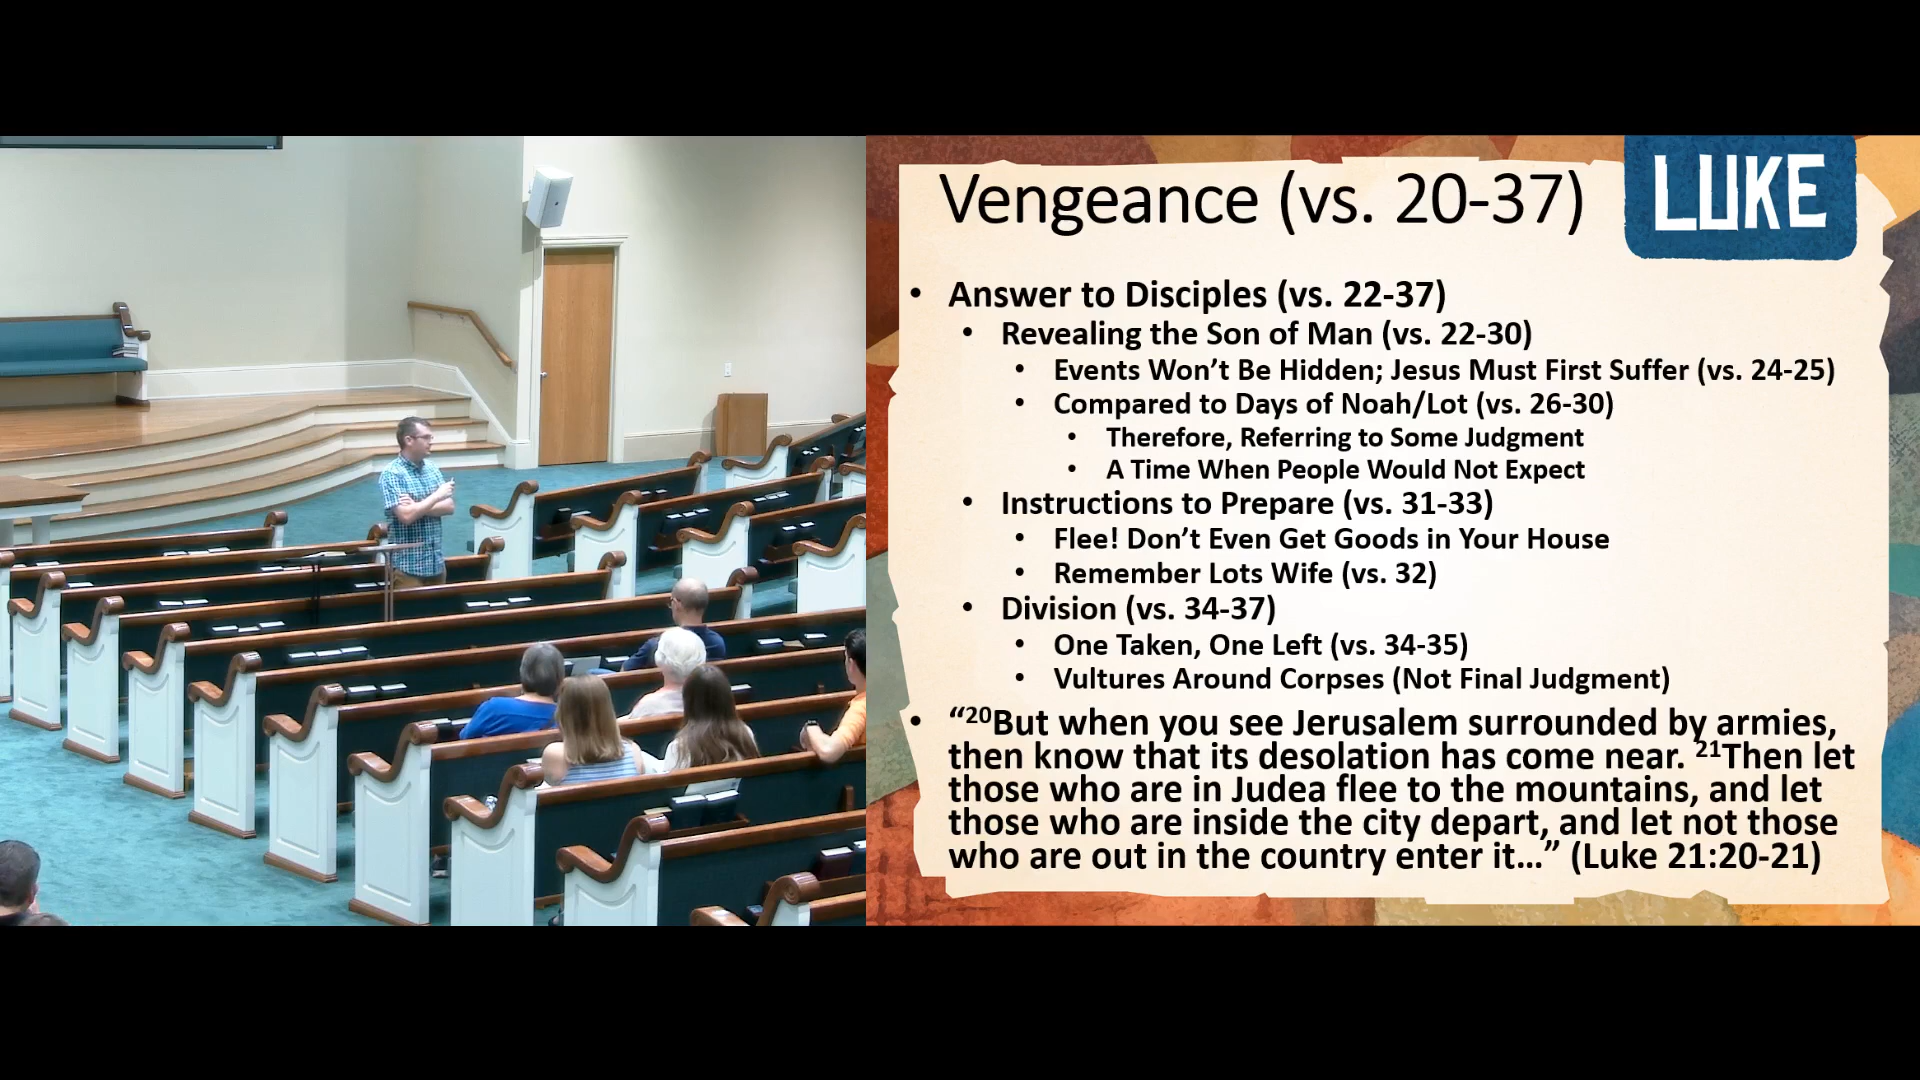 Vengeance (vs. 20-37)
LUKE
• Answer to Disciples (vs. 22-37)
• Revealing the Son of Man (vs. 22-30)
• Events Won’t Be Hidden; Jesus Must First Suffer (vs. 24-25)
• Compared to Days of Noah/Lot (vs. 26-30)
• Therefore, Referring to Some Judgment
• A Time When People Would Not Expect
• Instructions to Prepare (vs. 31-33)
• Flee! Don’t Even Get Goods in Your House
• Remember Lots Wife (vs. 32)
• Division (vs. 34-37)
• One Taken, One Left (vs. 34-35)
• Vultures Around Corpses (Not Final Judgment)
• “²⁰But when you see Jerusalem surrounded by armies,
then know that its desolation has come near. ²¹Then let
those who are in Judea flee to the mountains, and let
those who are inside the city depart, and let not those
who are out in the country enter it…” (Luke 21:20-21)